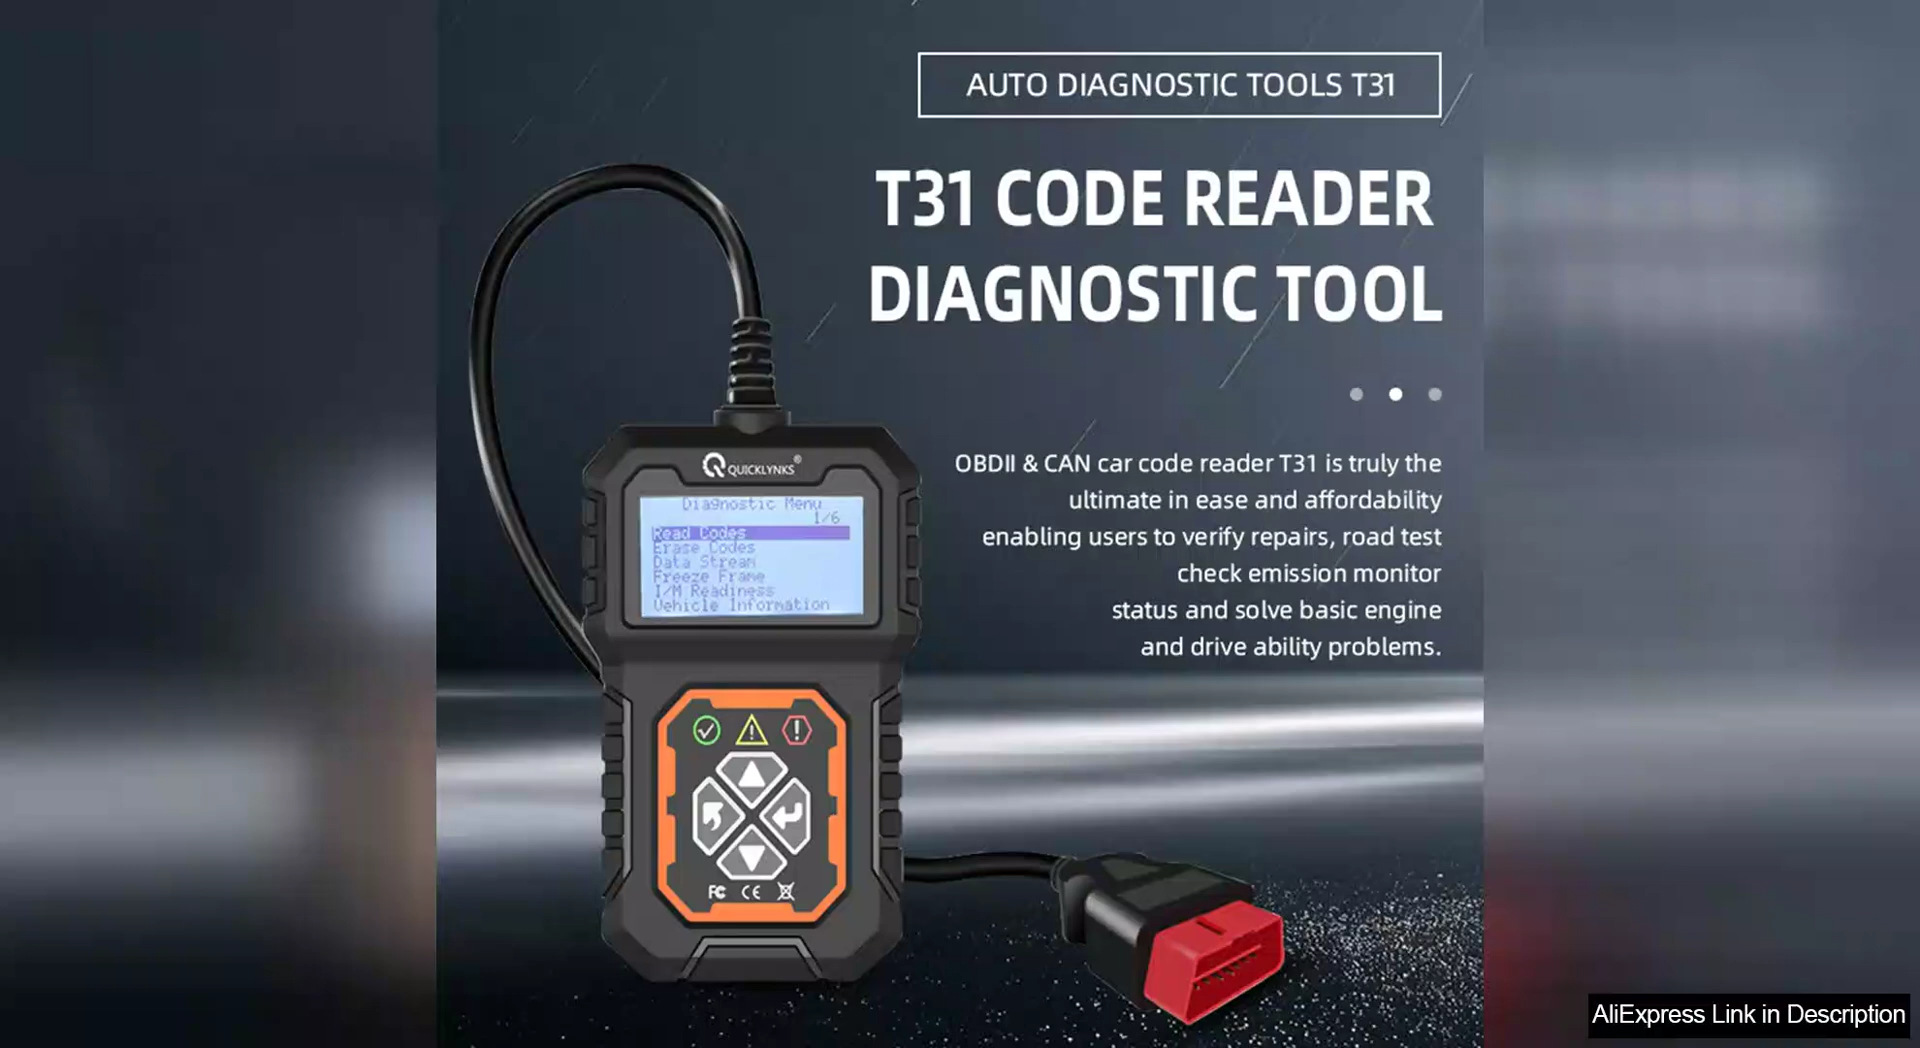 AUTO DIAGNOSTIC TOOLS T31
T31 CODE READER
DIAGNOSTIC TOOL
OBDII & CAN car code reader T31 is truly the
ultimate in ease and affordability
enabling users to verify repairs, road test
check emission monitor
status and solve basic engine
and drive ability problems.
QUICKLYNKS®
Diagnostic Menu
1/6
Read Codes
Erase Codes
Data Stream
Freeze Frame
I/M Readiness
Vehicle Information
FC CE
AliExpress Link in Description